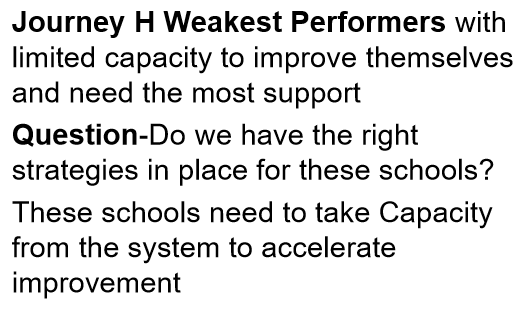 Journey H Weakest Performers with
limited capacity to improve themselves
and need the most support
Question-Do we have the right
strategies in place for these schools?
These schools need to take Capacity
from the system to accelerate
improvement